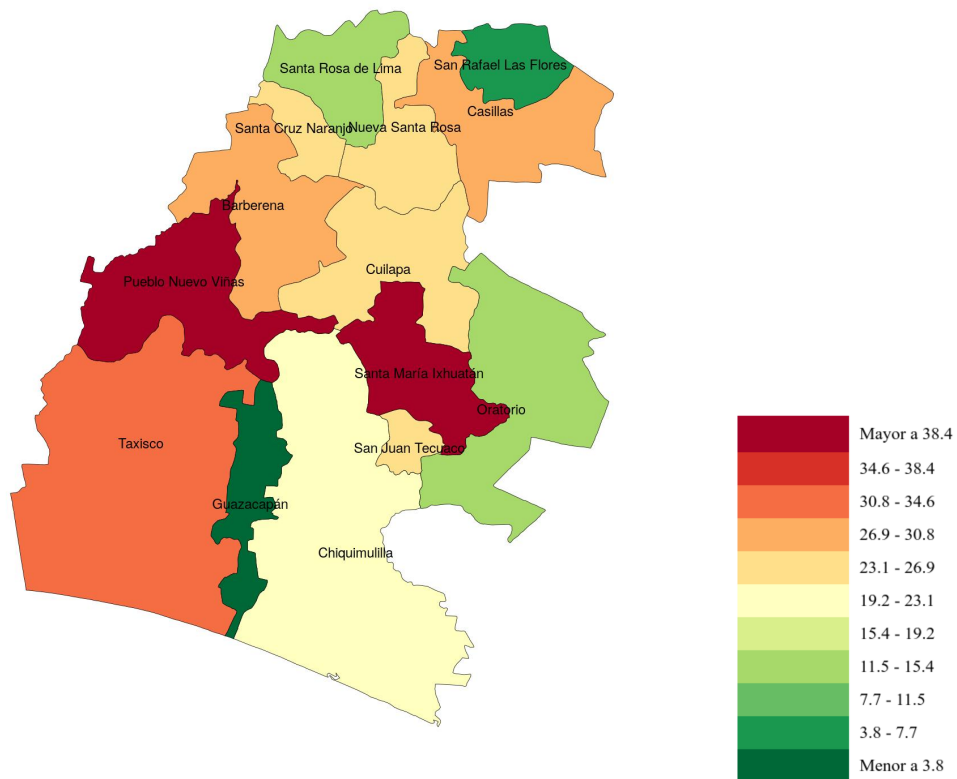 San Rafael Las Flores
Santa Rosa de Lima
Casillas
Santa Cruz Naranjo
Nueva Santa Rosa
Barberena
Cuilapa
Pueblo Nuevo Viñas
Santa María Ixhuatán
Oratorio
Taxisco
San Juan Tecuaco
Guazacapán
Chiquimulilla
Mayor a 38.4
34.6 - 38.4
30.8 - 34.6
26.9 - 30.8
23.1 - 26.9
19.2 - 23.1
15.4 - 19.2
11.5 - 15.4
7.7 - 11.5
3.8 - 7.7
Menor a 3.8